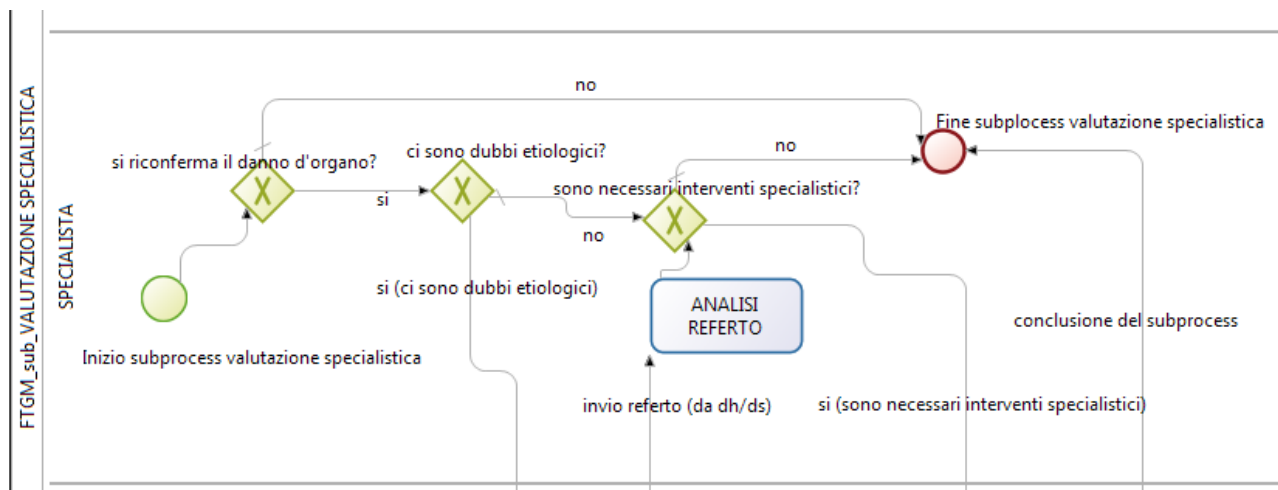 FTGM_sub_VALUTAZIONE SPECIALISTICA
SPECIALISTA
no
Fine subplocess valutazione specialistica
ci sono dubbi etiologici?
no
si riconferma il danno d'organo?
sono necessari interventi specialistici?
si
no
si (ci sono dubbi etiologici)
ANALISI
REFERTO
conclusione del subprocess
Inizio subprocess valutazione specialistica
invio referto (da dh/ds)
si (sono necessari interventi specialistici)